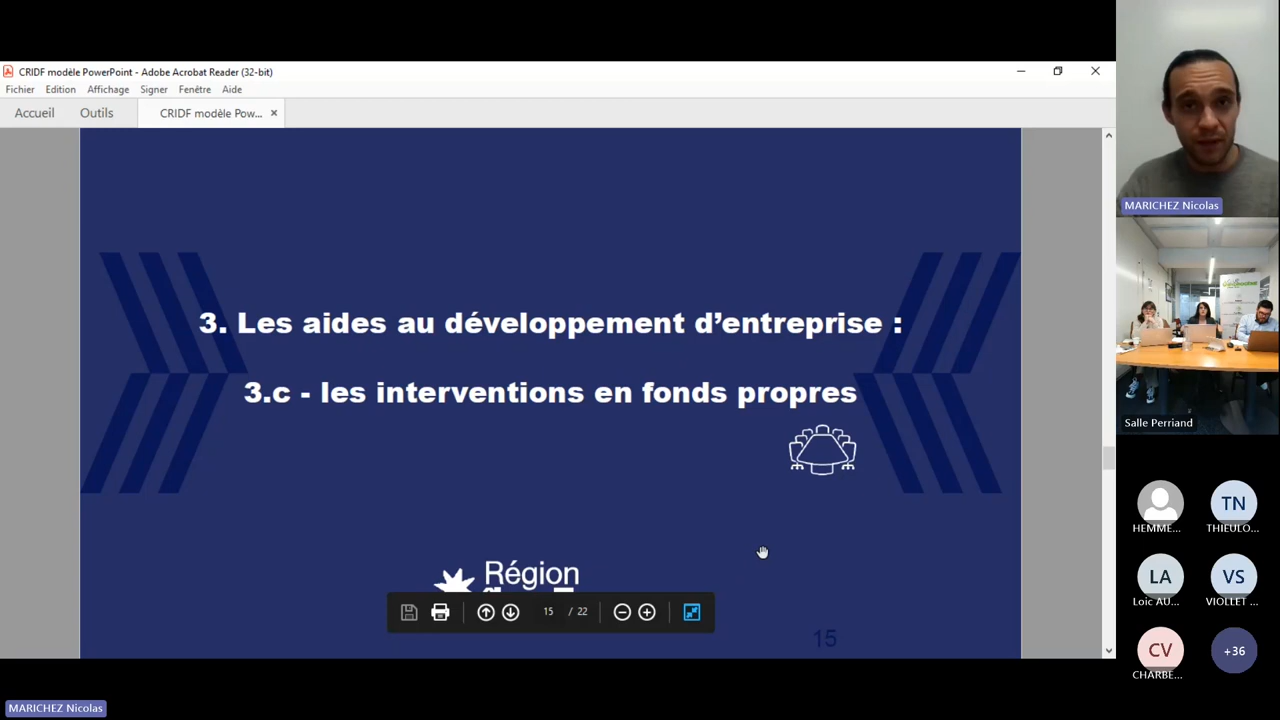 CRIDF modèle PowerPoint - Adobe Acrobat Reader (32-bit)
Fichier Edition Affichage Signer Fenêtre Aide
Accueil Outils CRIDF modèle Pow...
3. Les aides au développement d’entreprise :
3.c - les interventions en fonds propres
Région
15 / 22
15
MARICHEZ Nicolas
MARICHEZ Nicolas
Salle Perriand
HEMME...
TN
THIEULO...
LA
Loic AU...
VS
VIOLLET ...
CV
CHARBE...
+36